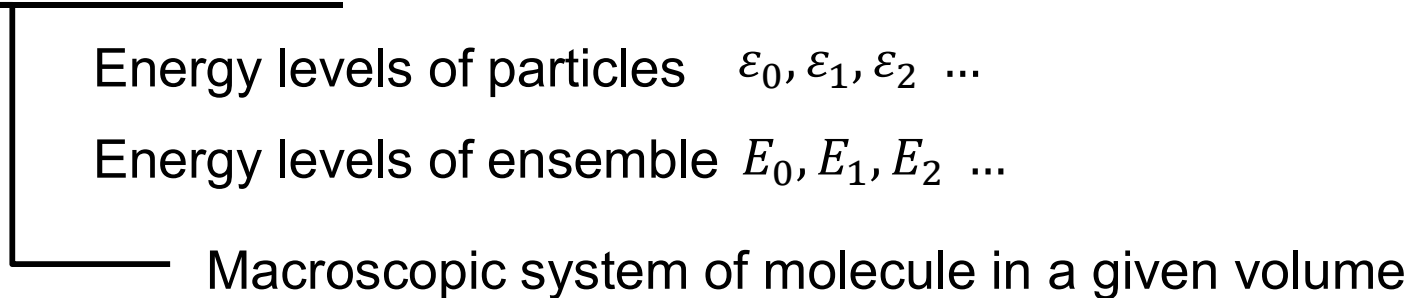 Energy levels of particles ε₀, ε₁, ε₂ ...
Energy levels of ensemble E₀, E₁, E₂ ...
Macroscopic system of molecule in a given volume